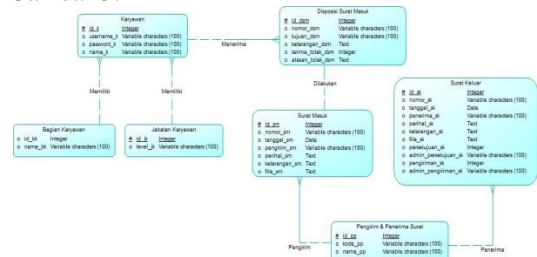 Karyawan
# id_k Integer
o username_k Variable characters (100)
o password_k Variable characters (100)
o nama_k Variable characters (100)
Menerima
Disposisi Surat Masuk
# id_dsm Integer
o nomor_dsm Variable characters (100)
o tujuan_dsm Variable characters (100)
o keterangan_dsm Text
o terima_tolak_dsm Integer
o alasan_tolak_dsm Text
Memiliki
Memiliki
Dilakukan
Bagian Karyawan
o id_bk Integer
o nama_bk Variable characters (100)
Jabatan Karyawan
# id_jk Integer
o level_jk Variable characters (100)
Surat Masuk
# id_sm Integer
o nomor_sm Variable characters (100)
o tanggal_sm Date
o pengirim_sm Variable characters (100)
o perihal_sm Text
o keterangan_sm Text
o file_sm Text
Surat Keluar
# id_sk Integer
o nomor_sk Variable characters (100)
o tanggal_sk Date
o penerima_sk Variable characters (100)
o perihal_sk Text
o keterangan_sk Text
o file_sk Text
o persetujuan_sk Integer
o admin_persetujuan_sk Variable characters (100)
o pengiriman_sk Integer
o admin_pengiriman_sk Variable characters (100)
Pengirim
Pengirim & Penerima Surat
# id_pp Integer
o kode_pp Variable characters (100)
o nama_pp Variable characters (100)
Penerima